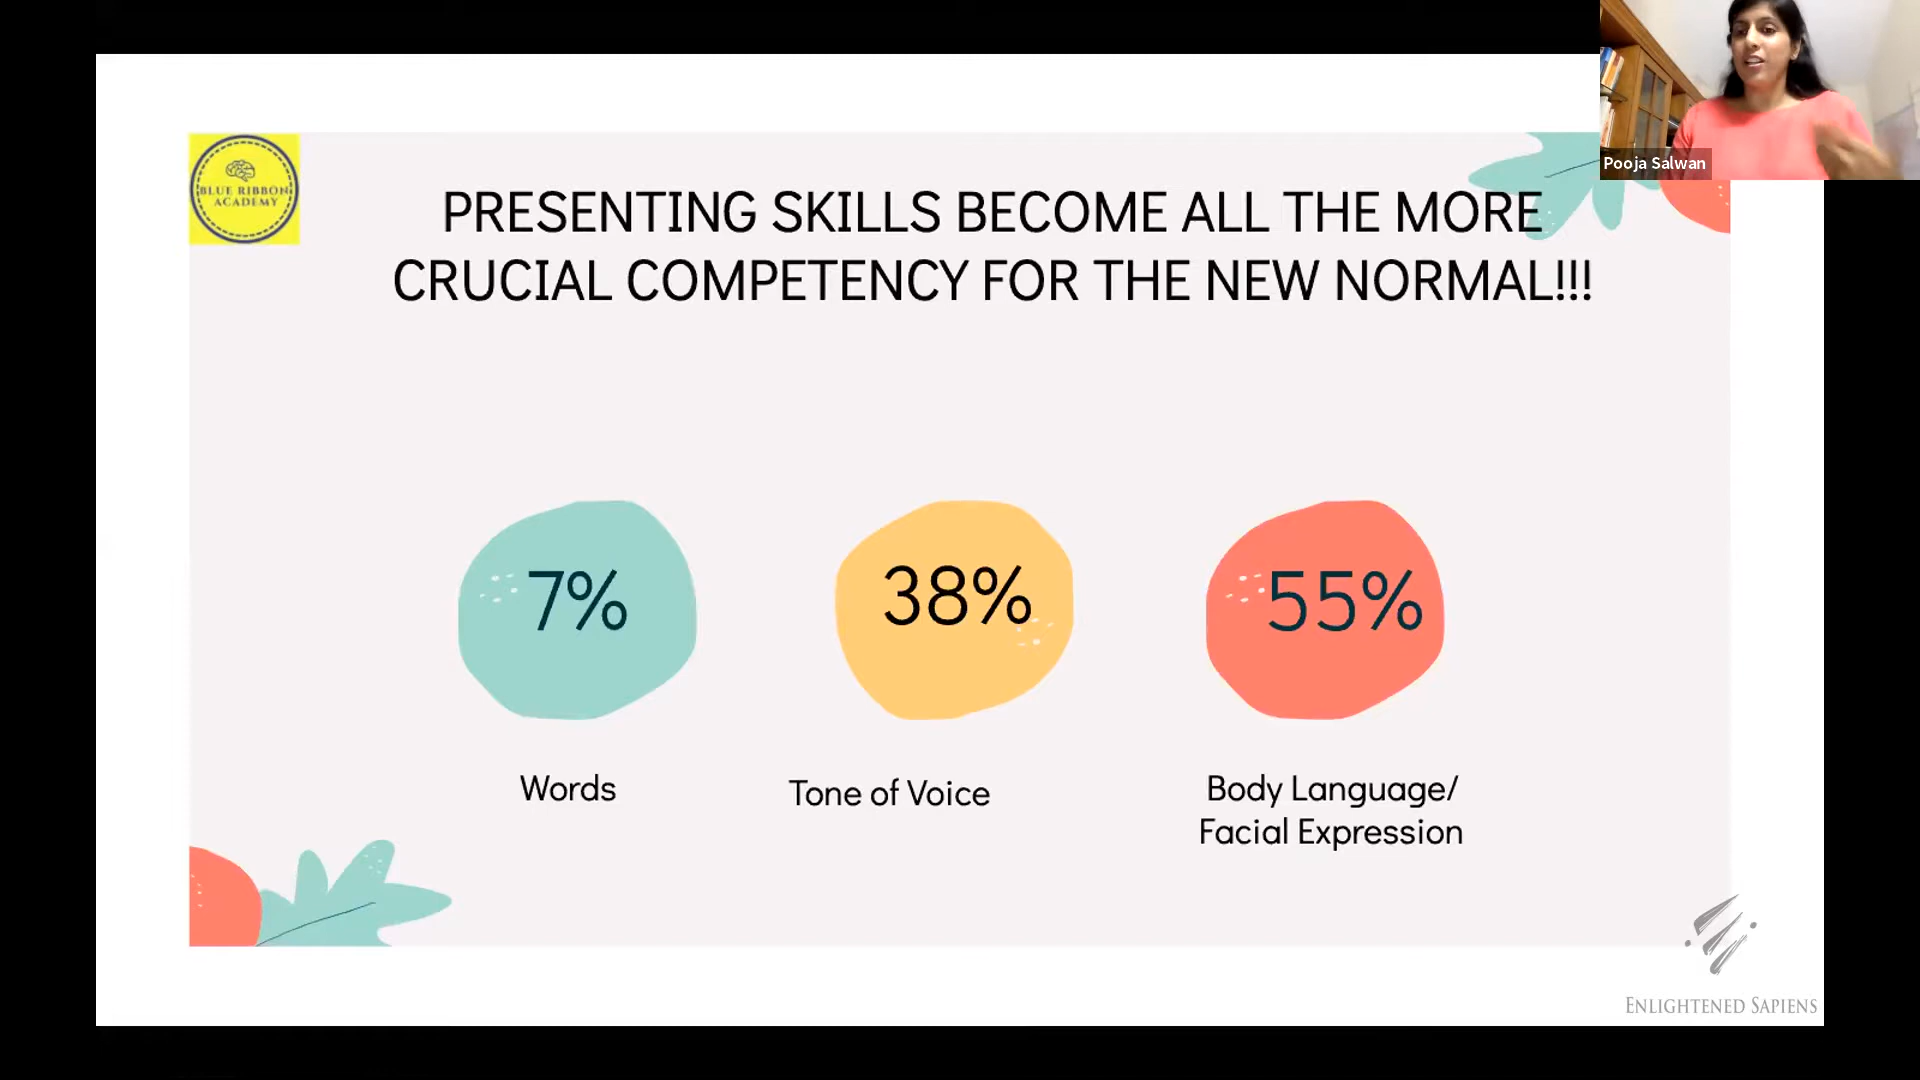 Pooja Salwan
BLUE RIBBON
ACADEMY
PRESENTING SKILLS BECOME ALL THE MORE
CRUCIAL COMPETENCY FOR THE NEW NORMAL!!!
7%
38%
55%
Words
Tone of Voice
Body Language/
Facial Expression
ENLIGHTENED SAPIENS